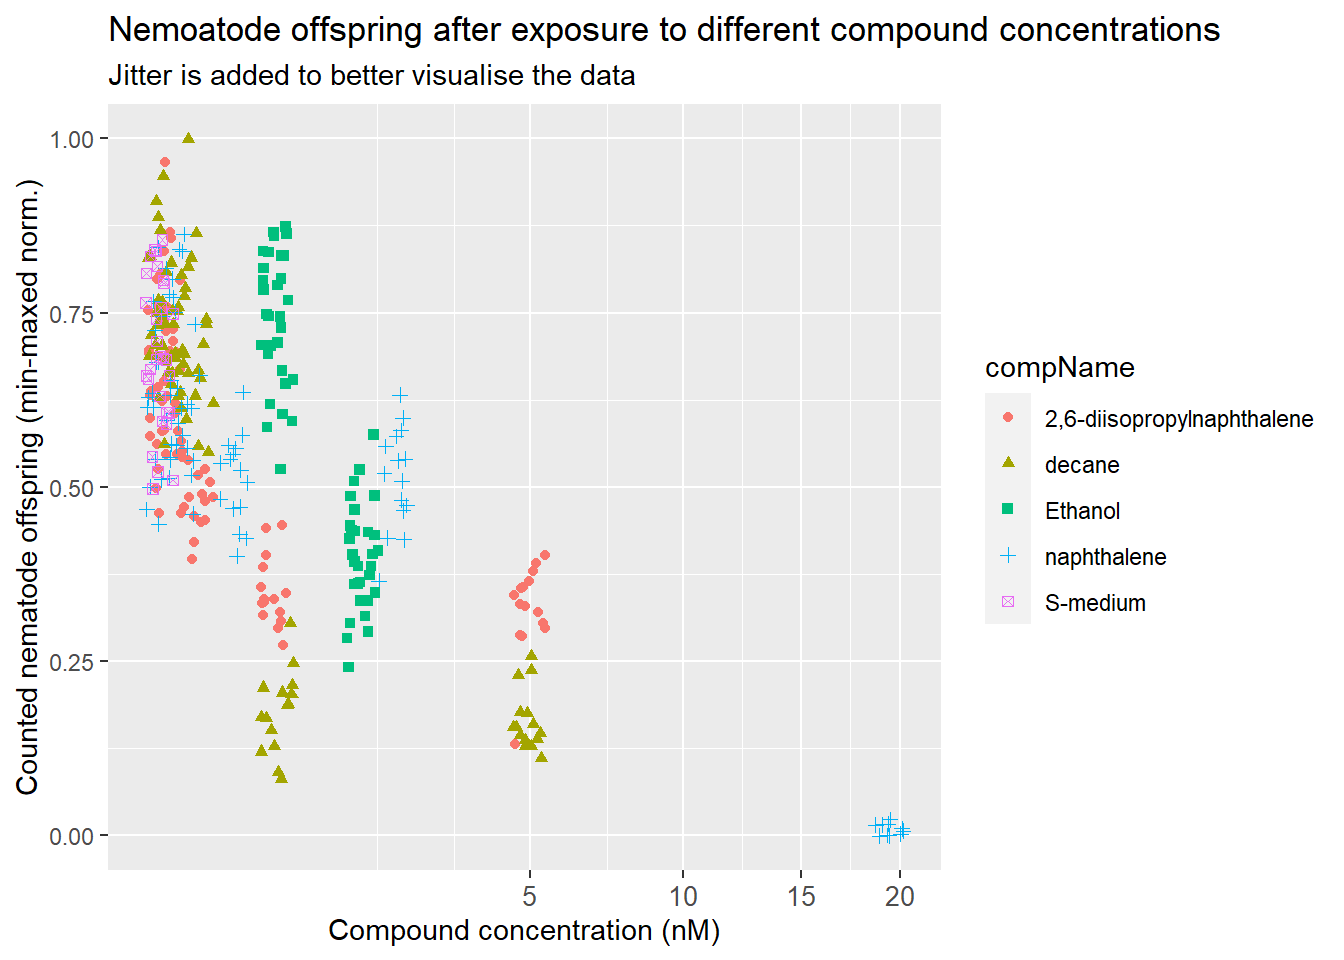 Nemoatode offspring after exposure to different compound concentrations
Jitter is added to better visualise the data
Counted nematode offspring (min-maxed norm.)
1.00
0.75
0.50
0.25
0.00
5
10
15
20
Compound concentration (nM)
compName
2,6-diisopropylnaphthalene
decane
Ethanol
naphthalene
S-medium